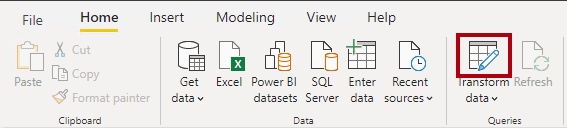 File Home Insert Modeling View Help
Paste
Cut
Copy
Format painter
Clipboard
Get data
Excel
Power BI datasets
SQL Server
Enter data
Recent sources
Data
Transform data
Refresh
Queries